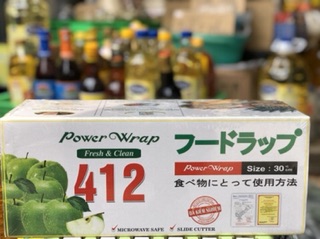 Power Wrap
Fresh & Clean
412
フードラップ
Power Wrap Size : 30
食べ物にとって使用方法
✓ MICROWAVE SAFE ✓ SLIDE CUTTER